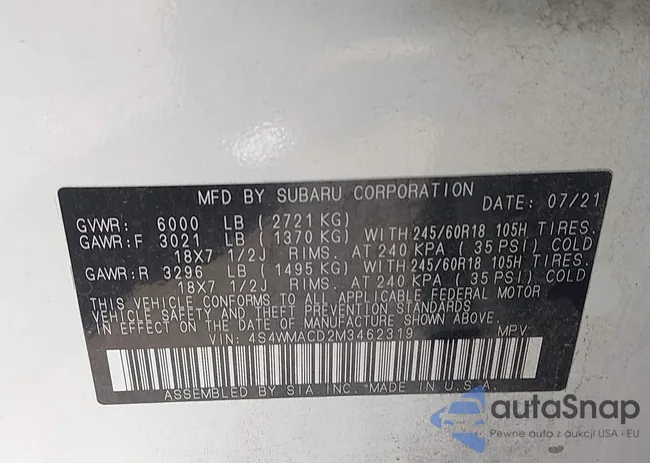 MFD BY SUBARU CORPORATION DATE: 07/21
GVWR: 6000 LB ( 2721 KG)
GAWR:F 3021 LB ( 1370 KG) WITH 245/60R18 105H TIRES.
18X7 1/2J RIMS. AT 240 KPA ( 35 PSI) COLD
GAWR:R 3296 LB ( 1495 KG) WITH 245/60R18 105H TIRES.
18X7 1/2J RIMS. AT 240 KPA ( 35 PSI) COLD
THIS VEHICLE CONFORMS TO ALL APPLICABLE FEDERAL MOTOR
VEHICLE SAFETY AND THEFT PREVENTION STANDARDS
IN EFFECT ON THE DATE OF MANUFACTURE SHOWN ABOVE.
VIN: 4S4WMACD2M3462319 MPV
ASSEMBLED BY SIA INC. MADE IN U.S.A.
autaSnap
Pewne auto z aukcji USA i EU